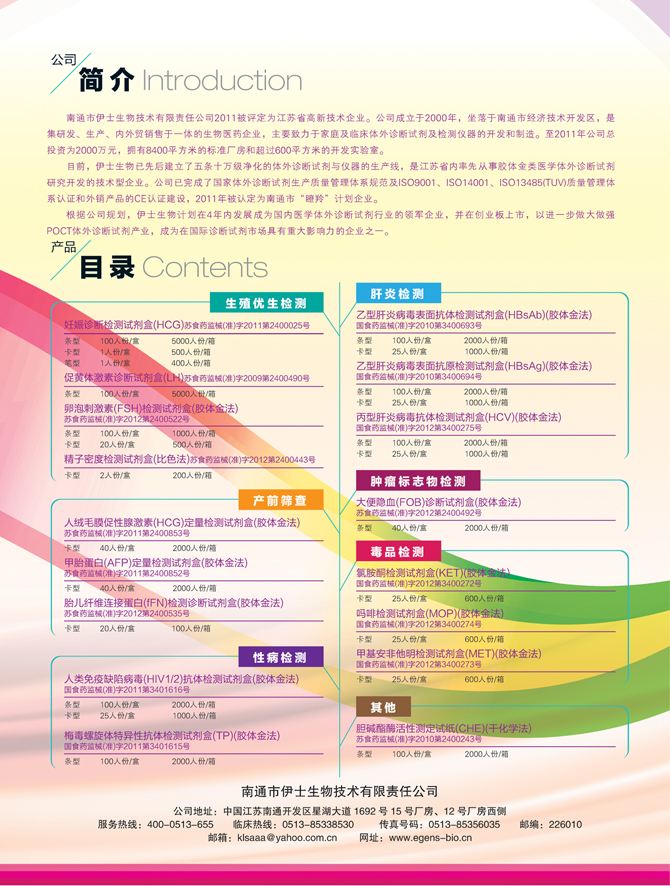 公司
简介 Introduction
南通市伊士生物技术有限责任公司2011被评定为江苏省高新技术企业。公司成立于2000年，坐落于南通市经济技术开发区，是
集研发、生产、内外贸销售于一体的生物医药企业，主要致力于家庭及临床体外诊断试剂及检测仪器的开发和制造。至2011年公司总
投资为2000万元，拥有8400平方米的标准厂房和超过600平方米的开发实验室。
目前，伊士生物已先后建立了五条十万级净化的体外诊断试剂与仪器的生产线，是江苏省内率先从事胶体金类医学体外诊断试剂
研究开发的技术型企业。公司已完成了国家体外诊断试剂生产质量管理体系规范及ISO9001、ISO14001、ISO13485(TUV)质量管理体
系认证和外销产品的CE认证建设，2011年被认定为南通市“瞪羚”计划企业。
根据公司规划，伊士生物计划在4年内发展成为国内医学体外诊断试剂行业的领军企业，并在创业板上市，以进一步做大做强
POCT体外诊断试剂产业，成为在国际诊断试剂市场具有重大影响力的企业之一。
产品
目录 Contents
生殖优生检测
妊娠诊断检测试剂盒(HCG)苏食药监械(准)字2011第2400025号
条型 100人份/盒 5000人份/箱
卡型 1人份/盒 500人份/箱
笔型 1人份/盒 400人份/箱
促黄体激素诊断试剂盒(LH)苏食药监械(准)字2009第2400490号
条型 100人份/盒 5000人份/箱
卵泡刺激素(FSH)检测试剂盒(胶体金法)
苏食药监械(准)2012第2400522号
条型 100人份/盒 1000人份/箱
卡型 20人份/盒 500人份/箱
精子密度检测试剂盒(比色法)苏食药监械(准)2012第2400443号
卡型 2人份/盒 200人份/箱
产前筛查
人绒毛膜促性腺激素(HCG)定量检测试剂盒(胶体金法)
苏食药监械(准)字2011第2400853号
卡型 40人份/盒 2000人份/箱
甲胎蛋白(AFP)定量检测试剂盒(胶体金法)
苏食药监械(准)字2011第2400852号
卡型 40人份/盒 2000人份/箱
胎儿纤维连接蛋白(fFN)检测诊断试剂盒(胶体金法)
苏食药监械(准)字2012第2400535号
卡型 20人份/盒 100人份/箱
性病检测
人类免疫缺陷病毒(HIV1/2)抗体检测试剂盒(胶体金法)
国食药监械(准)字2011第3401616号
条型 100人份/盒 2000人份/箱
卡型 25人份/盒 1000人份/箱
梅毒螺旋体特异性抗体检测试剂盒(TP)(胶体金法)
国食药监械(准)字2011第3401615号
条型 100人份/盒 2000人份/箱
肝炎检测
乙型肝炎病毒表面抗体检测试剂盒(HBsAb)(胶体金法)
国食药监械(准)字2010第3400693号
条型 100人份/盒 2000人份/箱
卡型 25人份/盒 1000人份/箱
乙型肝炎病毒表面抗原检测试剂盒(HBsAg)(胶体金法)
国食药监械(准)字2010第3400694号
条型 100人份/盒 2000人份/箱
卡型 25人份/盒 1000人份/箱
丙型肝炎病毒抗体检测试剂盒(HCV)(胶体金法)
国食药监械(准)字2012第3400275号
条型 100人份/盒 2000人份/箱
卡型 25人份/盒 1000人份/箱
肿瘤标志物检测
大便隐血(FOB)诊断试剂盒(胶体金法)
苏食药监械(准)字2012第2400492号
条型 40人份/盒 2000人份/箱
毒品检测
氯胺酮检测试剂盒(KET)(胶体金法)
国食药监械(准)字2012第3400272号
卡型 25人份/盒 600人份/箱
吗啡检测试剂盒(MOP)(胶体金法)
国食药监械(准)字2012第3400274号
卡型 25人份/盒 600人份/箱
甲基安非他明检测试剂盒(MET)(胶体金法)
国食药监械(准)字2012第3400273号
卡型 25人份/盒 600人份/箱
其他
胆碱酯酶活性测定试纸(CHE)(干化学法)
苏食药监械(准)字2010第2400243号
条型 100人份/盒 2000人份/箱
南通市伊士生物技术有限责任公司
公司地址：中国江苏南通开发区星湖大道 1692 号 15 号厂房、12 号厂房西侧
服务热线：400-0513-655 临床热线：0513-85338530 传真号码：0513-85356035 邮编：226010
邮箱：klsaaa@yahoo.com.cn 网址：www.egens-bio.cn